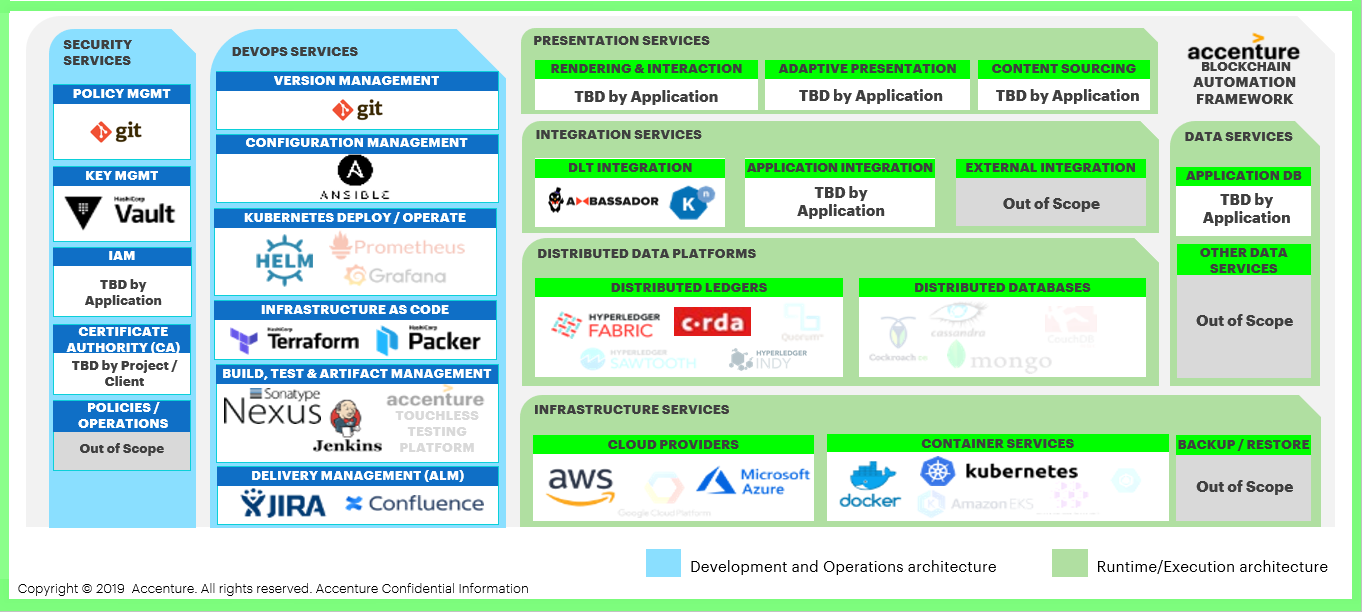 SECURITY
SERVICES
POLICY MGMT
git
KEY MGMT
HashiCorp
Vault
IAM
TBD by
Application
CERTIFICATE
AUTHORITY (CA)
TBD by Project /
Client
POLICIES /
OPERATIONS
Out of Scope
DEVOPS SERVICES
VERSION MANAGEMENT
git
CONFIGURATION MANAGEMENT
A
ANSIBLE
KUBERNETES DEPLOY / OPERATE
HELM
Prometheus
Grafana
INFRASTRUCTURE AS CODE
HashiCorp
Terraform
HashiCorp
Packer
BUILD, TEST & ARTIFACT MANAGEMENT
Sonatype
Nexus
Jenkins
accenture
TOUCHLESS
TESTING
PLATFORM
DELIVERY MANAGEMENT (ALM)
JIRA
Confluence
PRESENTATION SERVICES
RENDERING & INTERACTION
TBD by Application
ADAPTIVE PRESENTATION
TBD by Application
CONTENT SOURCING
TBD by Application
INTEGRATION SERVICES
DLT INTEGRATION
AMBASSADOR
K n
APPLICATION INTEGRATION
TBD by
Application
EXTERNAL INTEGRATION
Out of Scope
DISTRIBUTED DATA PLATFORMS
DISTRIBUTED LEDGERS
HYPERLEDGER
FABRIC
c·rda
Quorum
HYPERLEDGER
SAWTOOTH
HYPERLEDGER
INDY
DISTRIBUTED DATABASES
Cockroach DB
cassandra
CouchDB
mongo
INFRASTRUCTURE SERVICES
CLOUD PROVIDERS
aws
Google Cloud Platform
Microsoft
Azure
CONTAINER SERVICES
docker
kubernetes
Amazon EKS
BACKUP / RESTORE
Out of Scope
accenture
BLOCKCHAIN
AUTOMATION
FRAMEWORK
DATA SERVICES
APPLICATION DB
TBD by
Application
OTHER DATA
SERVICES
Out of Scope
Development and Operations architecture
Runtime/Execution architecture
Copyright © 2019 Accenture. All rights reserved. Accenture Confidential Information